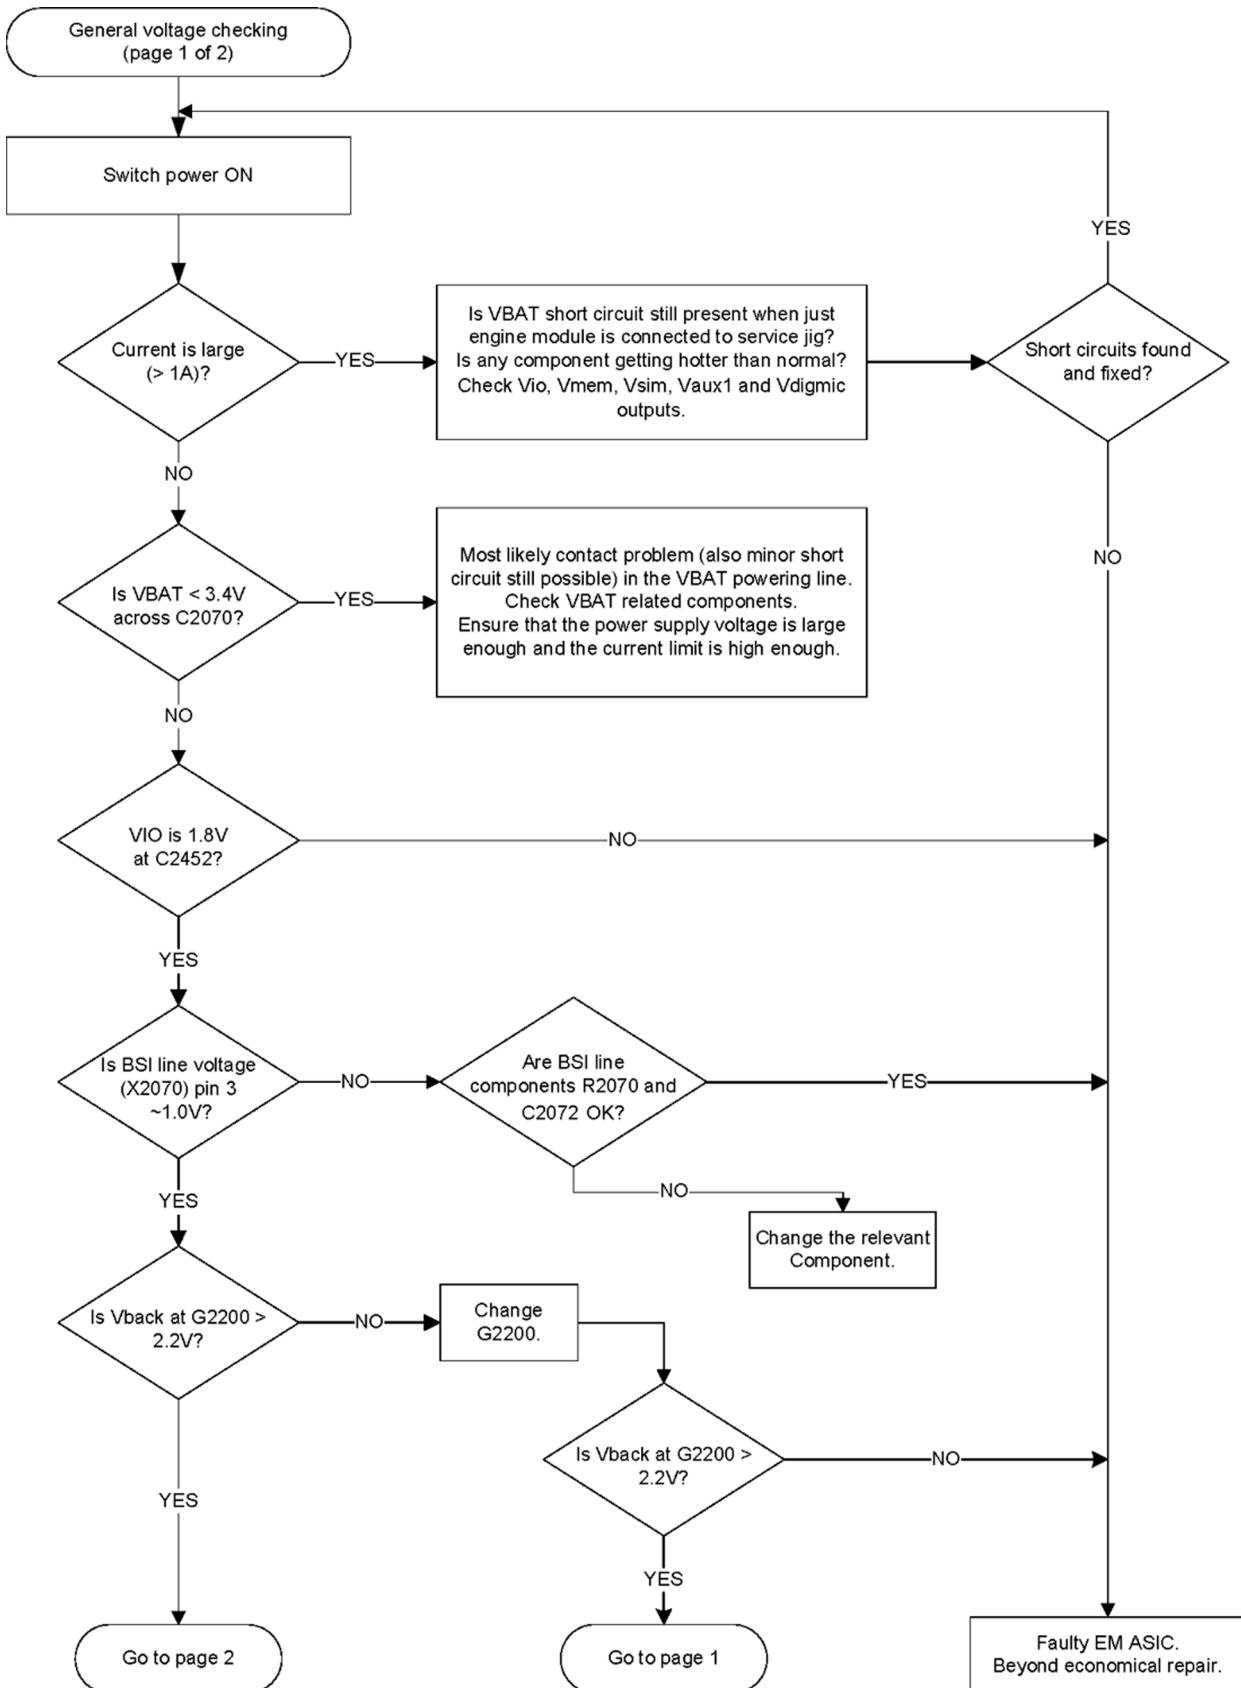 General voltage checking
(page 1 of 2)
Switch power ON
YES
Current is large
(> 1A)?
YES
Is VBAT short circuit still present when just
engine module is connected to service jig?
Is any component getting hotter than normal?
Check Vio, Vmem, Vsim, Vaux1 and Vdigmic
outputs.
Short circuits found
and fixed?
NO
NO
Is VBAT < 3.4V
across C2070?
YES
Most likely contact problem (also minor short
circuit still possible) in the VBAT powering line.
Check VBAT related components.
Ensure that the power supply voltage is large
enough and the current limit is high enough.
NO
VIO is 1.8V
at C2452?
NO
YES
Is BSI line voltage
(X2070) pin 3
~1.0V?
NO
Are BSI line
components R2070 and
C2072 OK?
YES
NO
Change the relevant
Component.
YES
Is Vback at G2200 >
2.2V?
NO
Change
G2200.
Is Vback at G2200 >
2.2V?
NO
YES
YES
Go to page 2
Go to page 1
Faulty EM ASIC.
Beyond economical repair.